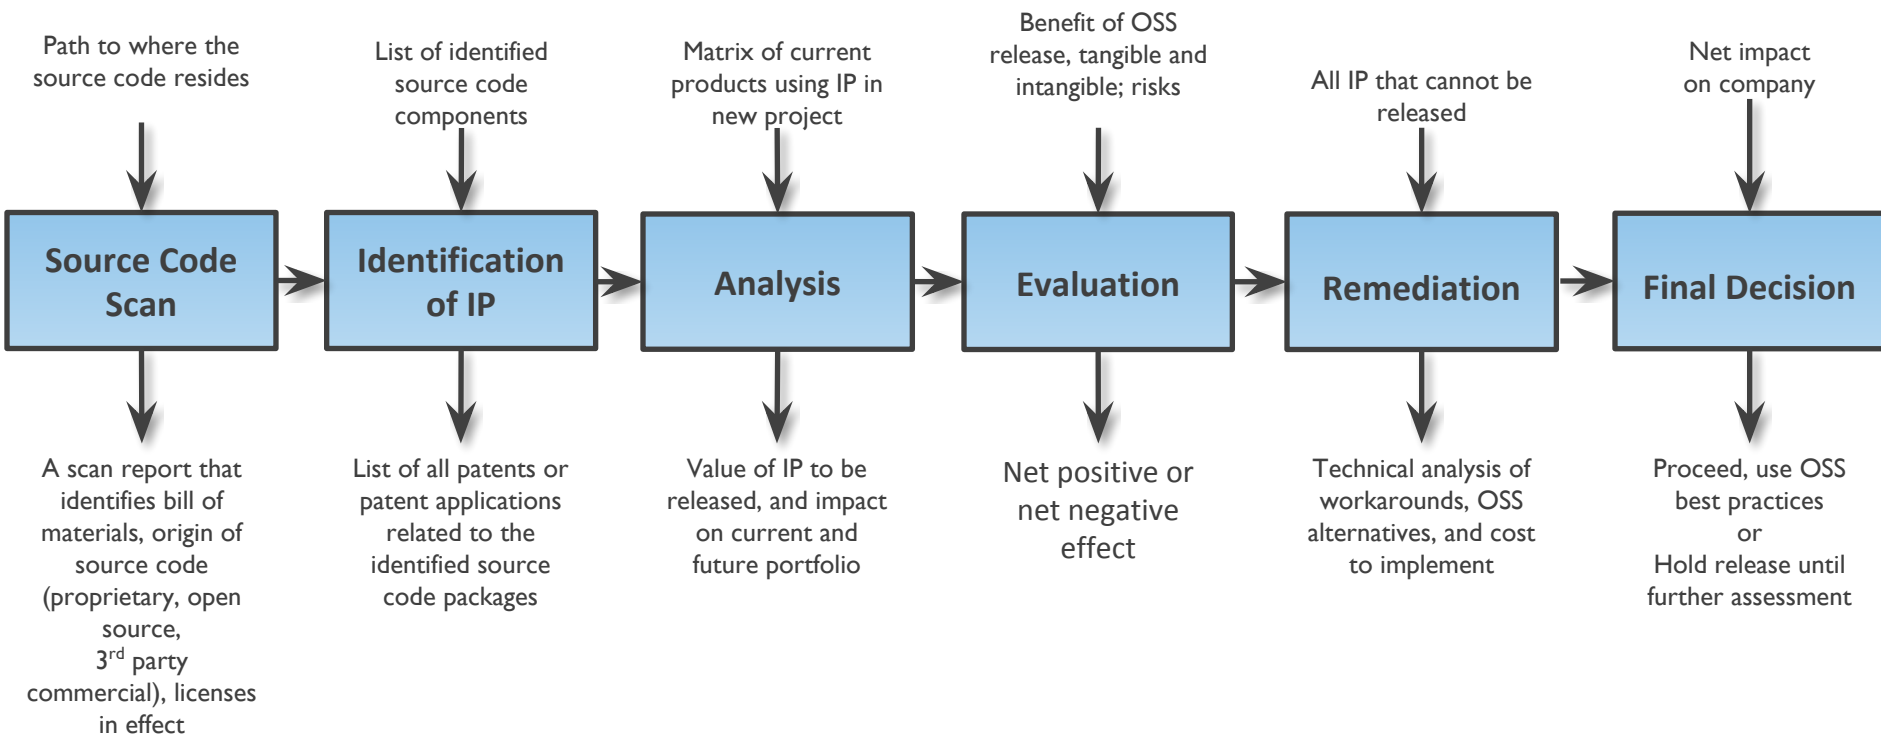 Path to where the
source code resides
List of identified
source code
components
Matrix of current
products using IP in
new project
Benefit of OSS
release, tangible and
intangible; risks
All IP that cannot be
released
Net impact
on company
Source Code
Scan
Identification
of IP
Analysis
Evaluation
Remediation
Final Decision
A scan report that
identifies bill of
materials, origin of
source code
(proprietary, open
source,
3rd party
commercial), licenses
in effect
List of all patents or
patent applications
related to the
identified source
code packages
Value of IP to be
released, and impact
on current and
future portfolio
Net positive or
net negative
effect
Technical analysis of
workarounds, OSS
alternatives, and cost
to implement
Proceed, use OSS
best practices
or
Hold release until
further assessment